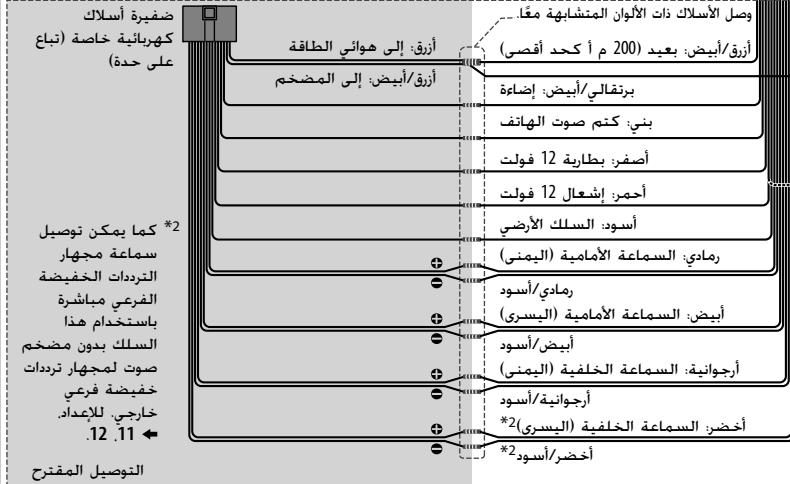 وصل الأسلاك ذات الألوان المتشابهة معًا.
أزرق/أبيض: بعيد (200 م أ كحد أقصى)
برتقالي/أبيض: إضاءة
بني: كتم صوت الهاتف
أصفر: بطارية 12 فولت
أحمر: إشعال 12 فولت
أسود: السلك الأرضي
رمادي: السماعة الأمامية (اليمنى)
رمادي/أسود
أبيض: السماعة الأمامية (اليسرى)
أبيض/أسود
أرجوانية: السماعة الخلفية (اليمنى)
أرجوانية/أسود
أخضر: السماعة الخلفية (اليسرى)*2
أخضر/أسود*2
أزرق: إلى هوائي الطاقة
أزرق/أبيض: إلى المضخم
ضفيرة أسلاك
كهربائية خاصة (تباع
على حدة)
*2 كما يمكن توصيل
سماعة مجهار
الترددات الخفيضة
الفرعي مباشرة
باستخدام هذا
السلك بدون مضخم
صوت لمجهار ترددات
خفيضة فرعي
خارجي. للإعداد,
➜ 11, 12.
التوصيل المقترح